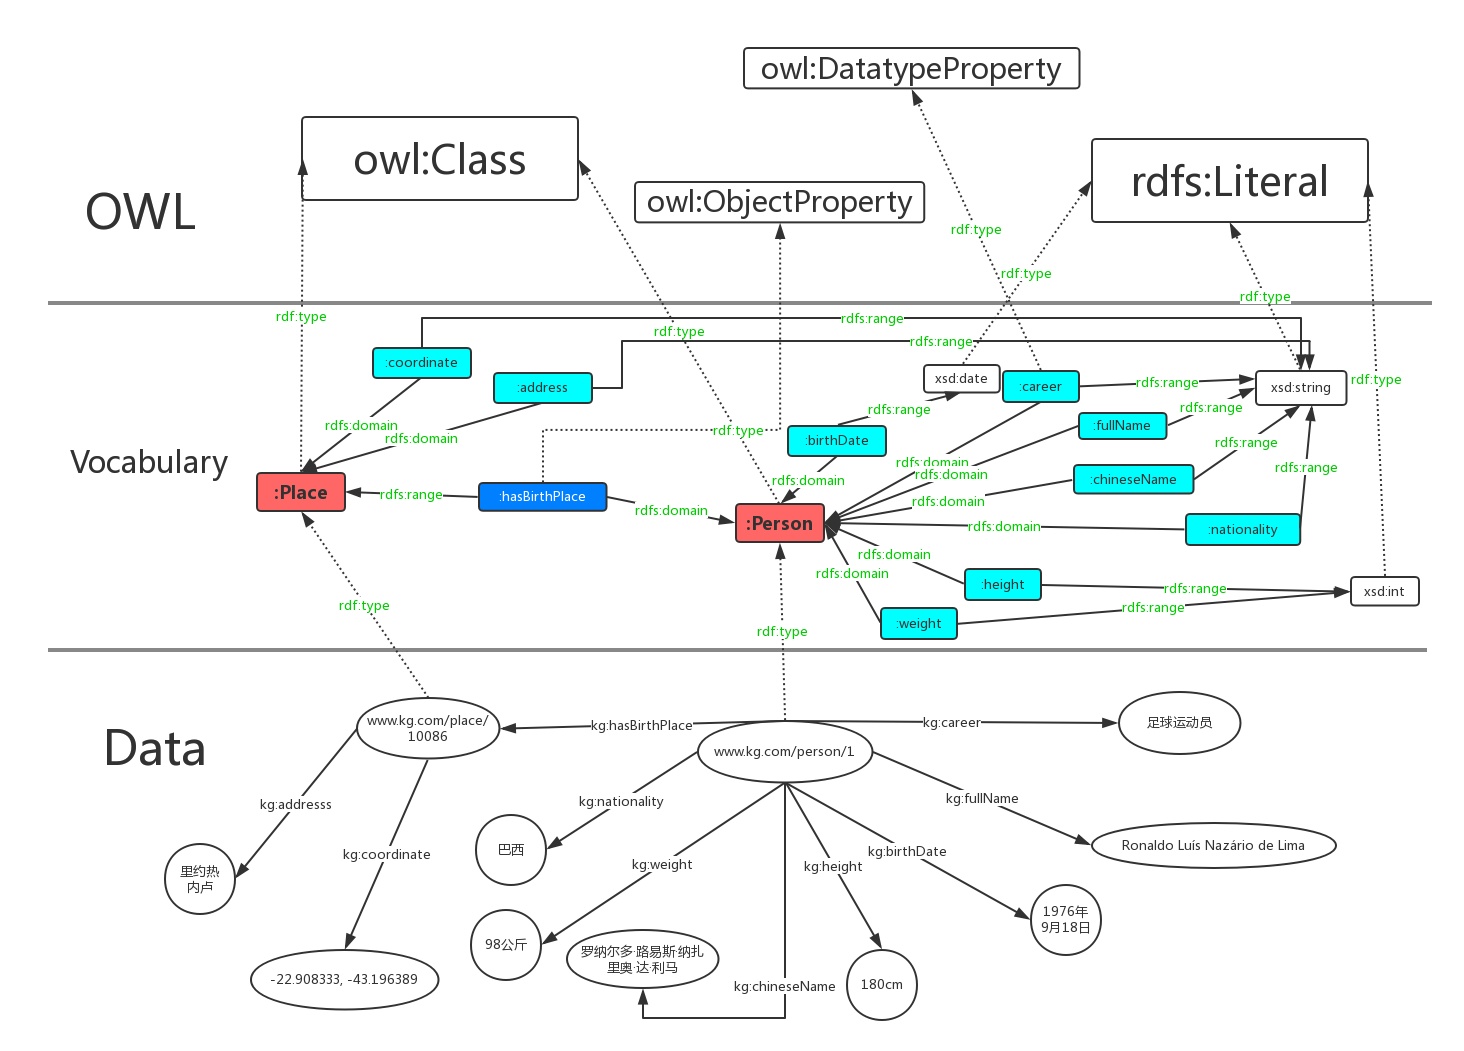 owl:DatatypeProperty
owl:Class
rdfs:Literal
owl:ObjectProperty
OWL
rdf:type
rdf:type
rdf:type
rdf:type
rdfs:range
rdf:type
rdfs:range
:coordinate
:address
xsd:date
:career
rdfs:range
xsd:string
rdf:type
rdfs:range
rdfs:range
rdfs:domain
rdfs:domain
rdf:type
:birthDate
:fullName
rdfs:range
Vocabulary
rdfs:domain
rdfs:domain
rdfs:domain
:chineseName
rdfs:range
:Place
rdfs:range
:hasBirthPlace
rdfs:domain
rdfs:domain
:Person
rdfs:domain
:nationality
rdfs:domain
rdfs:domain
:height
rdfs:range
xsd:int
rdf:type
rdfs:range
:weight
rdf:type
Data
www.kg.com/place/
10086
kg:hasBirthPlace
kg:career
足球运动员
www.kg.com/person/1
kg:addresss
kg:nationality
kg:fullName
巴西
kg:coordinate
kg:weight
kg:height
kg:birthDate
Ronaldo Luís Nazário de Lima
里约热
内卢
1976年
9月18日
98公斤
罗纳尔多·路易斯·纳扎
里奥·达·利马
-22.908333, -43.196389
kg:chineseName
180cm